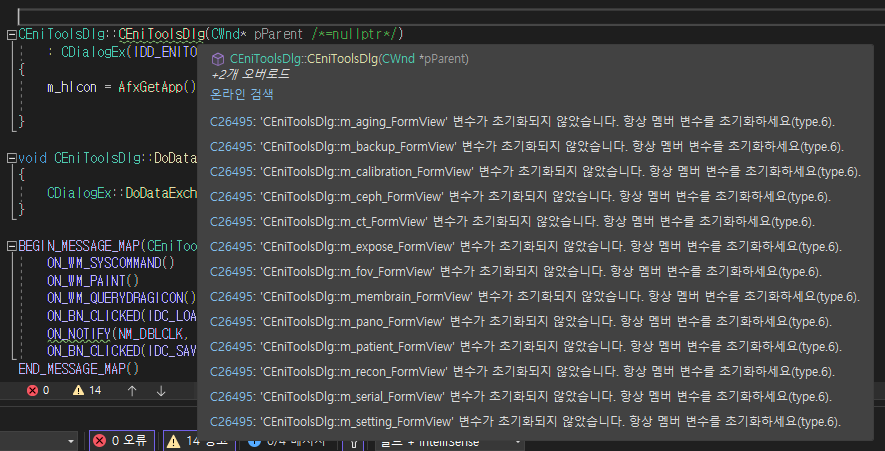 CEniToolsDlg::CEniToolsDlg(CWnd* pParent /*=nullptr*/)
: CDialogEx(IDD_ENITO
{
m_hIcon = AfxGetApp()
}
void CEniToolsDlg::DoData
{
CDialogEx::DoDataExch
}
BEGIN_MESSAGE_MAP(CEniToo
ON_WM_SYSCOMMAND()
ON_WM_PAINT()
ON_WM_QUERYDRAGICON()
ON_BN_CLICKED(IDC_LOA
ON_NOTIFY(NM_DBLCLK,
ON_BN_CLICKED(IDC_SAV
END_MESSAGE_MAP()
CEniToolsDlg::CEniToolsDlg(CWnd *pParent)
+2개 오버로드
온라인 검색
C26495: 'CEniToolsDlg::m_aging_FormView' 변수가 초기화되지 않았습니다. 항상 멤버 변수를 초기화하세요(type.6).
C26495: 'CEniToolsDlg::m_backup_FormView' 변수가 초기화되지 않았습니다. 항상 멤버 변수를 초기화하세요(type.6).
C26495: 'CEniToolsDlg::m_calibration_FormView' 변수가 초기화되지 않았습니다. 항상 멤버 변수를 초기화하세요(type.6).
C26495: 'CEniToolsDlg::m_ceph_FormView' 변수가 초기화되지 않았습니다. 항상 멤버 변수를 초기화하세요(type.6).
C26495: 'CEniToolsDlg::m_ct_FormView' 변수가 초기화되지 않았습니다. 항상 멤버 변수를 초기화하세요(type.6).
C26495: 'CEniToolsDlg::m_expose_FormView' 변수가 초기화되지 않았습니다. 항상 멤버 변수를 초기화하세요(type.6).
C26495: 'CEniToolsDlg::m_fov_FormView' 변수가 초기화되지 않았습니다. 항상 멤버 변수를 초기화하세요(type.6).
C26495: 'CEniToolsDlg::m_membrain_FormView' 변수가 초기화되지 않았습니다. 항상 멤버 변수를 초기화하세요(type.6).
C26495: 'CEniToolsDlg::m_pano_FormView' 변수가 초기화되지 않았습니다. 항상 멤버 변수를 초기화하세요(type.6).
C26495: 'CEniToolsDlg::m_patient_FormView' 변수가 초기화되지 않았습니다. 항상 멤버 변수를 초기화하세요(type.6).
C26495: 'CEniToolsDlg::m_recon_FormView' 변수가 초기화되지 않았습니다. 항상 멤버 변수를 초기화하세요(type.6).
C26495: 'CEniToolsDlg::m_serial_FormView' 변수가 초기화되지 않았습니다. 항상 멤버 변수를 초기화하세요(type.6).
C26495: 'CEniToolsDlg::m_setting_FormView' 변수가 초기화되지 않았습니다. 항상 멤버 변수를 초기화하세요(type.6).
0 14 ↑ ↓
0 오류 14 경고 0/4 메시지 빌드 + IntelliSense